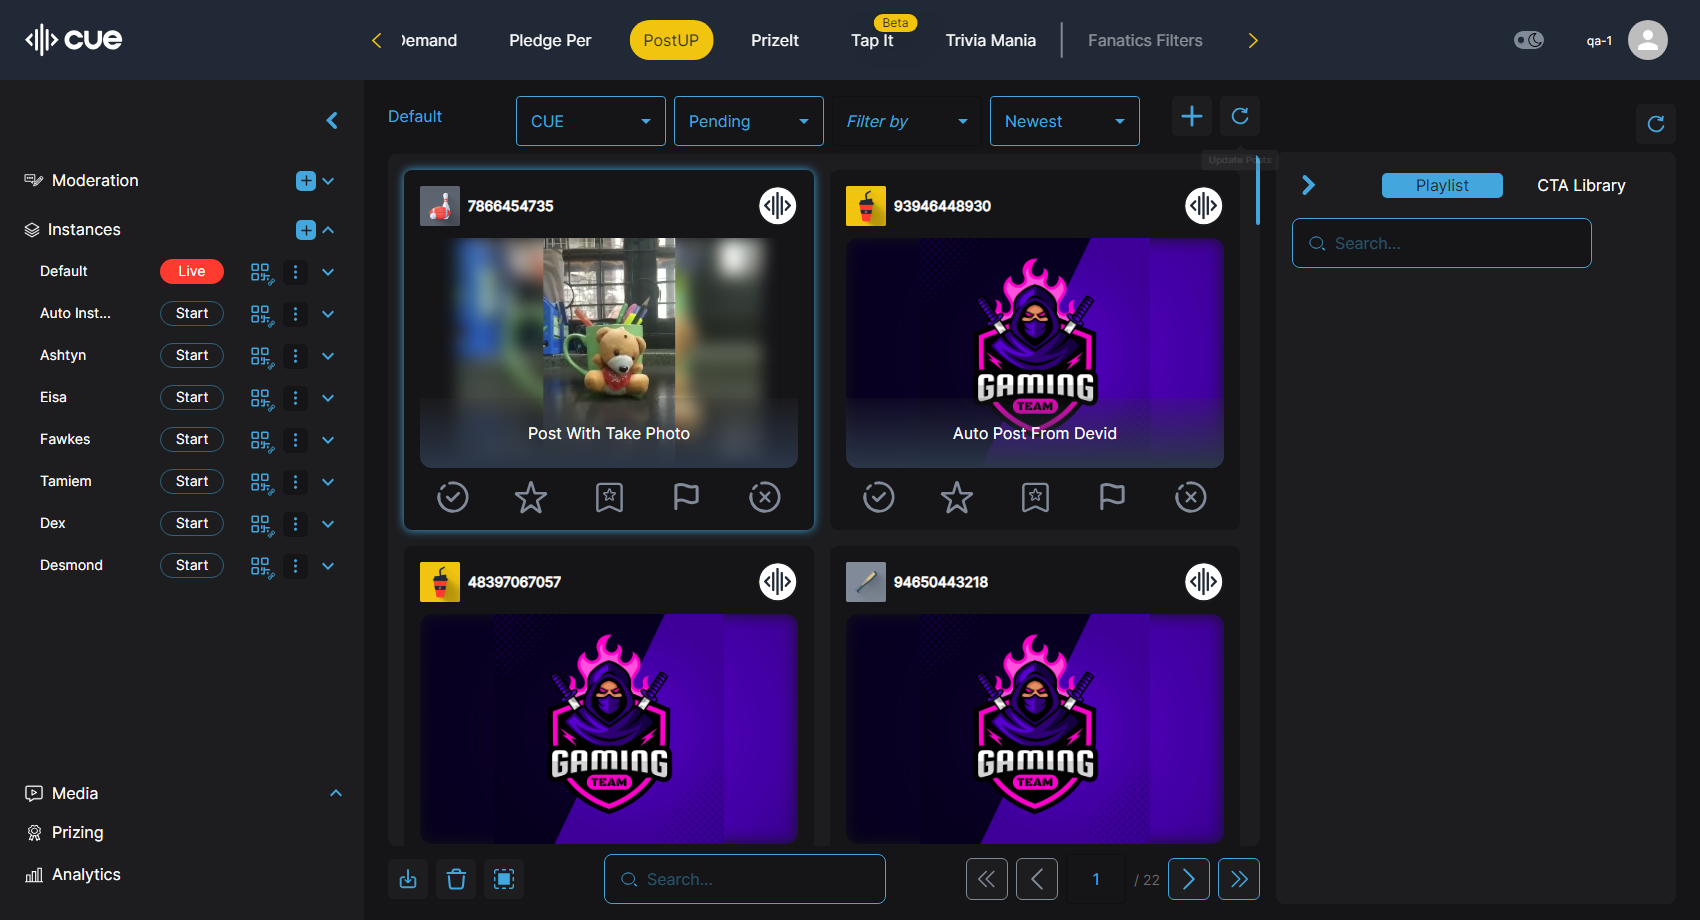 cue
Demand
Pledge Per
PostUP
PrizeIt
Beta
Tap It
Trivia Mania
Fanatics Filters
qa-1
Default
CUE
Pending
Filter by
Newest
Update Posts
Moderation
Instances
Default
Live
Auto Inst...
Start
Ashtyn
Start
Eisa
Start
Fawkes
Start
Tamiem
Start
Dex
Start
Desmond
Start
Media
Prizing
Analytics
7866454735
Post With Take Photo
93946448930
GAMING
TEAM
Auto Post From Devid
48397067057
GAMING
TEAM
94650443218
GAMING
TEAM
Search...
1
/ 22
Playlist
CTA Library
Search...